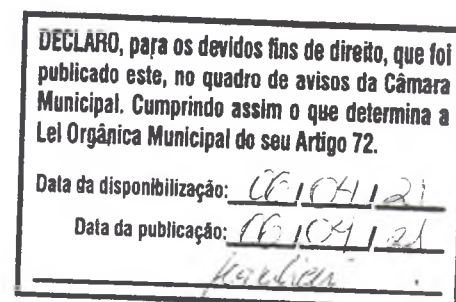 DECLARO, para os devidos fins de direito, que foi
publicado este, no quadro de avisos da Câmara
Municipal. Cumprindo assim o que determina a
Lei Orgânica Municipal do seu Artigo 72.
Data da disponibilização: 06/04/21
Data da publicação: 06/04/21